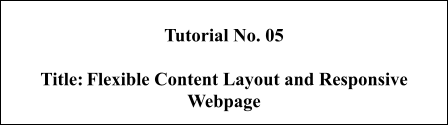 Tutorial No. 05
Title: Flexible Content Layout and Responsive
Webpage